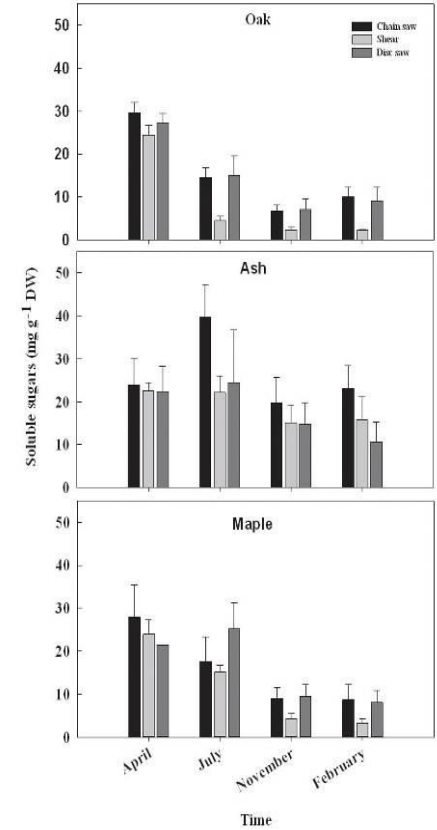 Oak
Chain saw
Shear
Disc saw
50
40
30
20
10
0
Ash
50
40
30
20
10
0
Soluble sugars (mg g⁻¹ DW)
Maple
50
40
30
20
10
0
April
July
November
February
Time